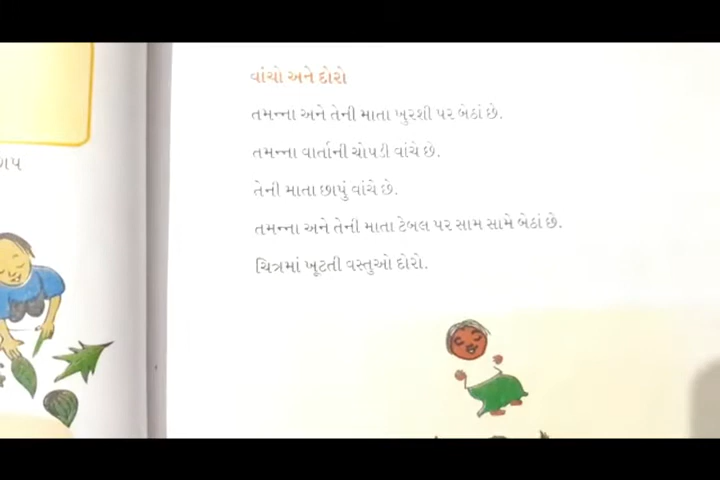 વાંચો અને દોરો
તમન્ના અને તેની માતા ખુરશી પર બેઠાં છે.
તમન્ના વાર્તાની ચોપડી વાંચે છે.
તેની માતા છાપું વાંચે છે.
તમન્ના અને તેની માતા ટેબલ પર સામ સામે બેઠાં છે.
ચિત્રમાં ખૂટતી વસ્તુઓ દોરો.